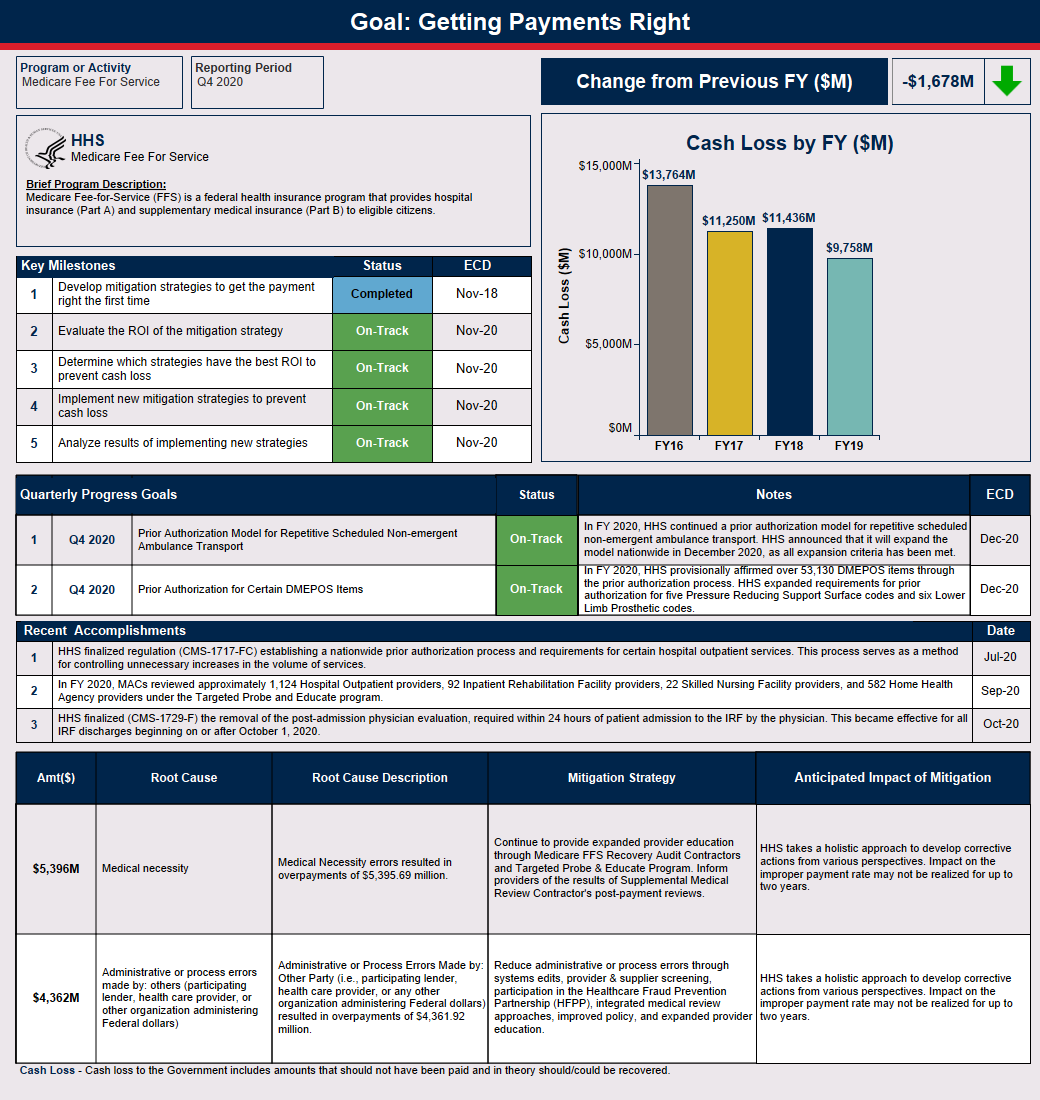 Goal: Getting Payments Right
Program or Activity
Medicare Fee For Service
Reporting Period
Q4 2020
Change from Previous FY ($M)
-$1,678M
HHS
Medicare Fee For Service
Brief Program Description:
Medicare Fee-for-Service (FFS) is a federal health insurance program that provides hospital
insurance (Part A) and supplementary medical insurance (Part B) to eligible citizens.
Cash Loss by FY ($M)
Cash Loss ($M)
$15,000M
$10,000M
$5,000M
$0M
$13,764M
$11,250M
$11,436M
$9,758M
FY16
FY17
FY18
FY19
Key Milestones
Status
ECD
1
Develop mitigation strategies to get the payment
right the first time
Completed
Nov-18
2
Evaluate the ROI of the mitigation strategy
On-Track
Nov-20
3
Determine which strategies have the best ROI to
prevent cash loss
On-Track
Nov-20
4
Implement new mitigation strategies to prevent
cash loss
On-Track
Nov-20
5
Analyze results of implementing new strategies
On-Track
Nov-20
Quarterly Progress Goals
Status
Notes
ECD
1
Q4 2020
Prior Authorization Model for Repetitive Scheduled Non-emergent
Ambulance Transport
On-Track
In FY 2020, HHS continued a prior authorization model for repetitive scheduled
non-emergent ambulance transport. HHS announced that it will expand the
model nationwide in December 2020, as all expansion criteria has been met.
Dec-20
2
Q4 2020
Prior Authorization for Certain DMEPOS Items
On-Track
In FY 2020, HHS provisionally affirmed over 53,130 DMEPOS items through
the prior authorization process. HHS expanded requirements for prior
authorization for five Pressure Reducing Support Surface codes and six Lower
Limb Prosthetic codes.
Dec-20
Recent Accomplishments
Date
1
HHS finalized regulation (CMS-1717-FC) establishing a nationwide prior authorization process and requirements for certain hospital outpatient services. This process serves as a method
for controlling unnecessary increases in the volume of services.
Jul-20
2
In FY 2020, MACs reviewed approximately 1,124 Hospital Outpatient providers, 92 Inpatient Rehabilitation Facility providers, 22 Skilled Nursing Facility providers, and 582 Home Health
Agency providers under the Targeted Probe and Educate program.
Sep-20
3
HHS finalized (CMS-1729-F) the removal of the post-admission physician evaluation, required within 24 hours of patient admission to the IRF by the physician. This became effective for all
IRF discharges beginning on or after October 1, 2020.
Oct-20
Amt($)
Root Cause
Root Cause Description
Mitigation Strategy
Anticipated Impact of Mitigation
$5,396M
Medical necessity
Medical Necessity errors resulted in
overpayments of $5,395.69 million.
Continue to provide expanded provider education
through Medicare FFS Recovery Audit Contractors
and Targeted Probe & Educate Program. Inform
providers of the results of Supplemental Medical
Review Contractor's post-payment reviews.
HHS takes a holistic approach to develop corrective
actions from various perspectives. Impact on the
improper payment rate may not be realized for up to
two years.
$4,362M
Administrative or process errors
made by: others (participating
lender, health care provider, or
other organization administering
Federal dollars)
Administrative or Process Errors Made by:
Other Party (i.e., participating lender,
health care provider, or any other
organization administering Federal dollars)
resulted in overpayments of $4,361.92
million.
Reduce administrative or process errors through
systems edits, provider & supplier screening,
participation in the Healthcare Fraud Prevention
Partnership (HFPP), integrated medical review
approaches, improved policy, and expanded provider
education.
HHS takes a holistic approach to develop corrective
actions from various perspectives. Impact on the
improper payment rate may not be realized for up to
two years.
Cash Loss - Cash loss to the Government includes amounts that should not have been paid and in theory should/could be recovered.